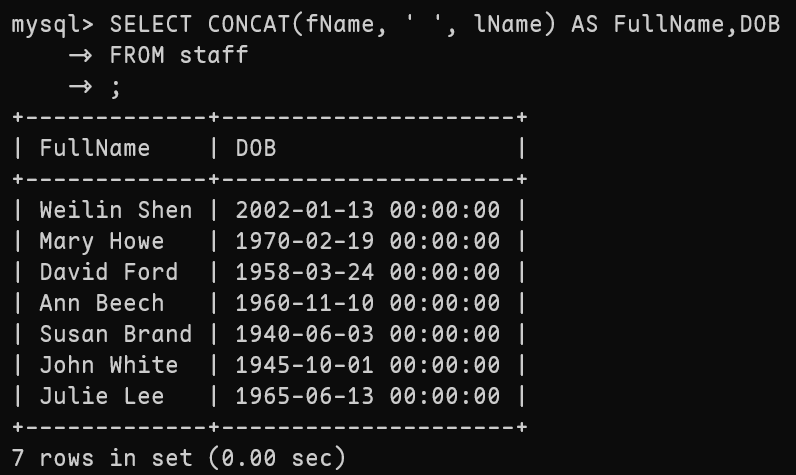 mysql> SELECT CONCAT(fName, ' ', lName) AS FullName,DOB
    -> FROM staff
    -> ;
+-------------+---------------------+
| FullName    | DOB                 |
+-------------+---------------------+
| Weilin Shen | 2002-01-13 00:00:00 |
| Mary Howe   | 1970-02-19 00:00:00 |
| David Ford  | 1958-03-24 00:00:00 |
| Ann Beech   | 1960-11-10 00:00:00 |
| Susan Brand | 1940-06-03 00:00:00 |
| John White  | 1945-10-01 00:00:00 |
| Julie Lee   | 1965-06-13 00:00:00 |
+-------------+---------------------+
7 rows in set (0.00 sec)